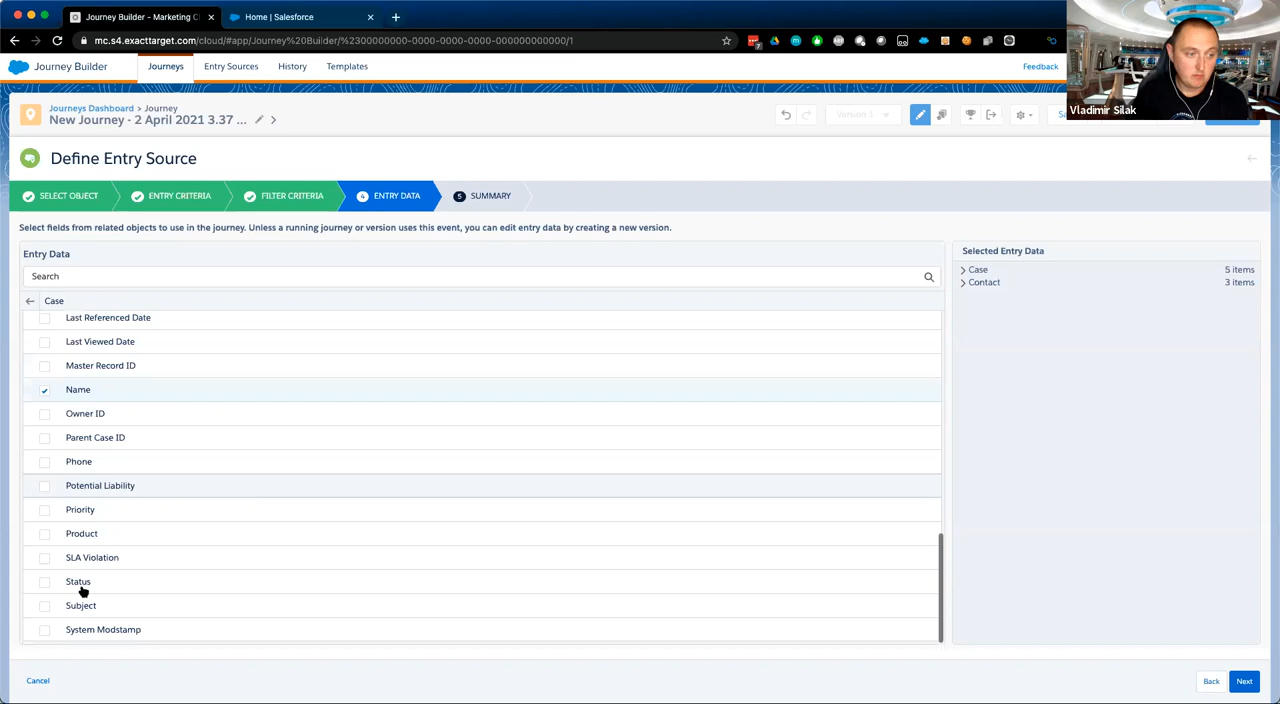 Journey Builder - Marketing Cl
Home | Salesforce
mc.s4.exacttarget.com/cloud/#app/Journey%20Builder/%2300000000-0000-0000-0000-000000000000/1
7
Journey Builder
Journeys
Entry Sources
History
Templates
Feedback
Vladimir Silak
Journeys Dashboard > Journey
New Journey - 2 April 2021 3.37 ...
Version 1
Define Entry Source
SELECT OBJECT
ENTRY CRITERIA
FILTER CRITERIA
4 ENTRY DATA
5 SUMMARY
Select fields from related objects to use in the journey. Unless a running journey or version uses this event, you can edit entry data by creating a new version.
Entry Data
Search
Case
Last Referenced Date
Last Viewed Date
Master Record ID
Name
Owner ID
Parent Case ID
Phone
Potential Liability
Priority
Product
SLA Violation
Status
Subject
System Modstamp
Selected Entry Data
Case 5 items
Contact 3 items
Cancel
Back
Next